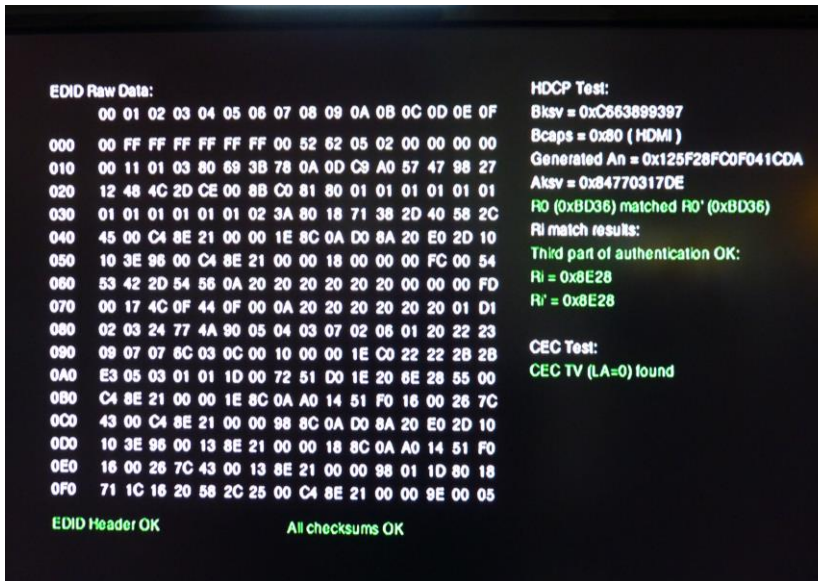 EDID Raw Data:
00 01 02 03 04 05 06 07 08 09 0A 0B 0C 0D 0E 0F
000 00 FF FF FF FF FF FF 00 52 62 05 02 00 00 00 00
010 00 11 01 03 80 69 3B 78 0A 0D C9 A0 57 47 98 27
020 12 48 4C 2D CE 00 8B C0 81 80 01 01 01 01 01 01
030 01 01 01 01 01 01 02 3A 80 18 71 38 2D 40 58 2C
040 45 00 C4 8E 21 00 00 1E 8C 0A D0 8A 20 E0 2D 10
050 10 3E 96 00 C4 8E 21 00 00 18 00 00 00 FC 00 54
060 53 42 2D 54 56 0A 20 20 20 20 20 20 00 00 00 FD
070 00 17 4C 0F 44 0F 00 0A 20 20 20 20 20 20 01 D1
080 02 03 24 77 4A 90 05 04 03 07 02 06 01 20 22 23
090 09 07 07 6C 03 0C 00 10 00 00 1E C0 22 22 2B 2B
0A0 E3 05 03 01 01 1D 00 72 51 D0 1E 20 6E 28 55 00
0B0 C4 8E 21 00 00 1E 8C 0A A0 14 51 F0 16 00 26 7C
0C0 43 00 C4 8E 21 00 00 98 8C 0A D0 8A 20 E0 2D 10
0D0 10 3E 96 00 13 8E 21 00 00 18 8C 0A A0 14 51 F0
0E0 16 00 26 7C 43 00 13 8E 21 00 00 98 01 1D 80 18
0F0 71 1C 16 20 58 2C 25 00 C4 8E 21 00 00 9E 00 05
EDID Header OK
All checksums OK
HDCP Test:
Bksv = 0xC663899397
Bcaps = 0x80 ( HDMI )
Generated An = 0x125F28FC0F041CDA
Aksv = 0x84770317DE
R0 (0xBD36) matched R0' (0xBD36)
Ri match results:
Third part of authentication OK:
Ri = 0x8E28
Ri' = 0x8E28
CEC Test:
CEC TV (LA=0) found